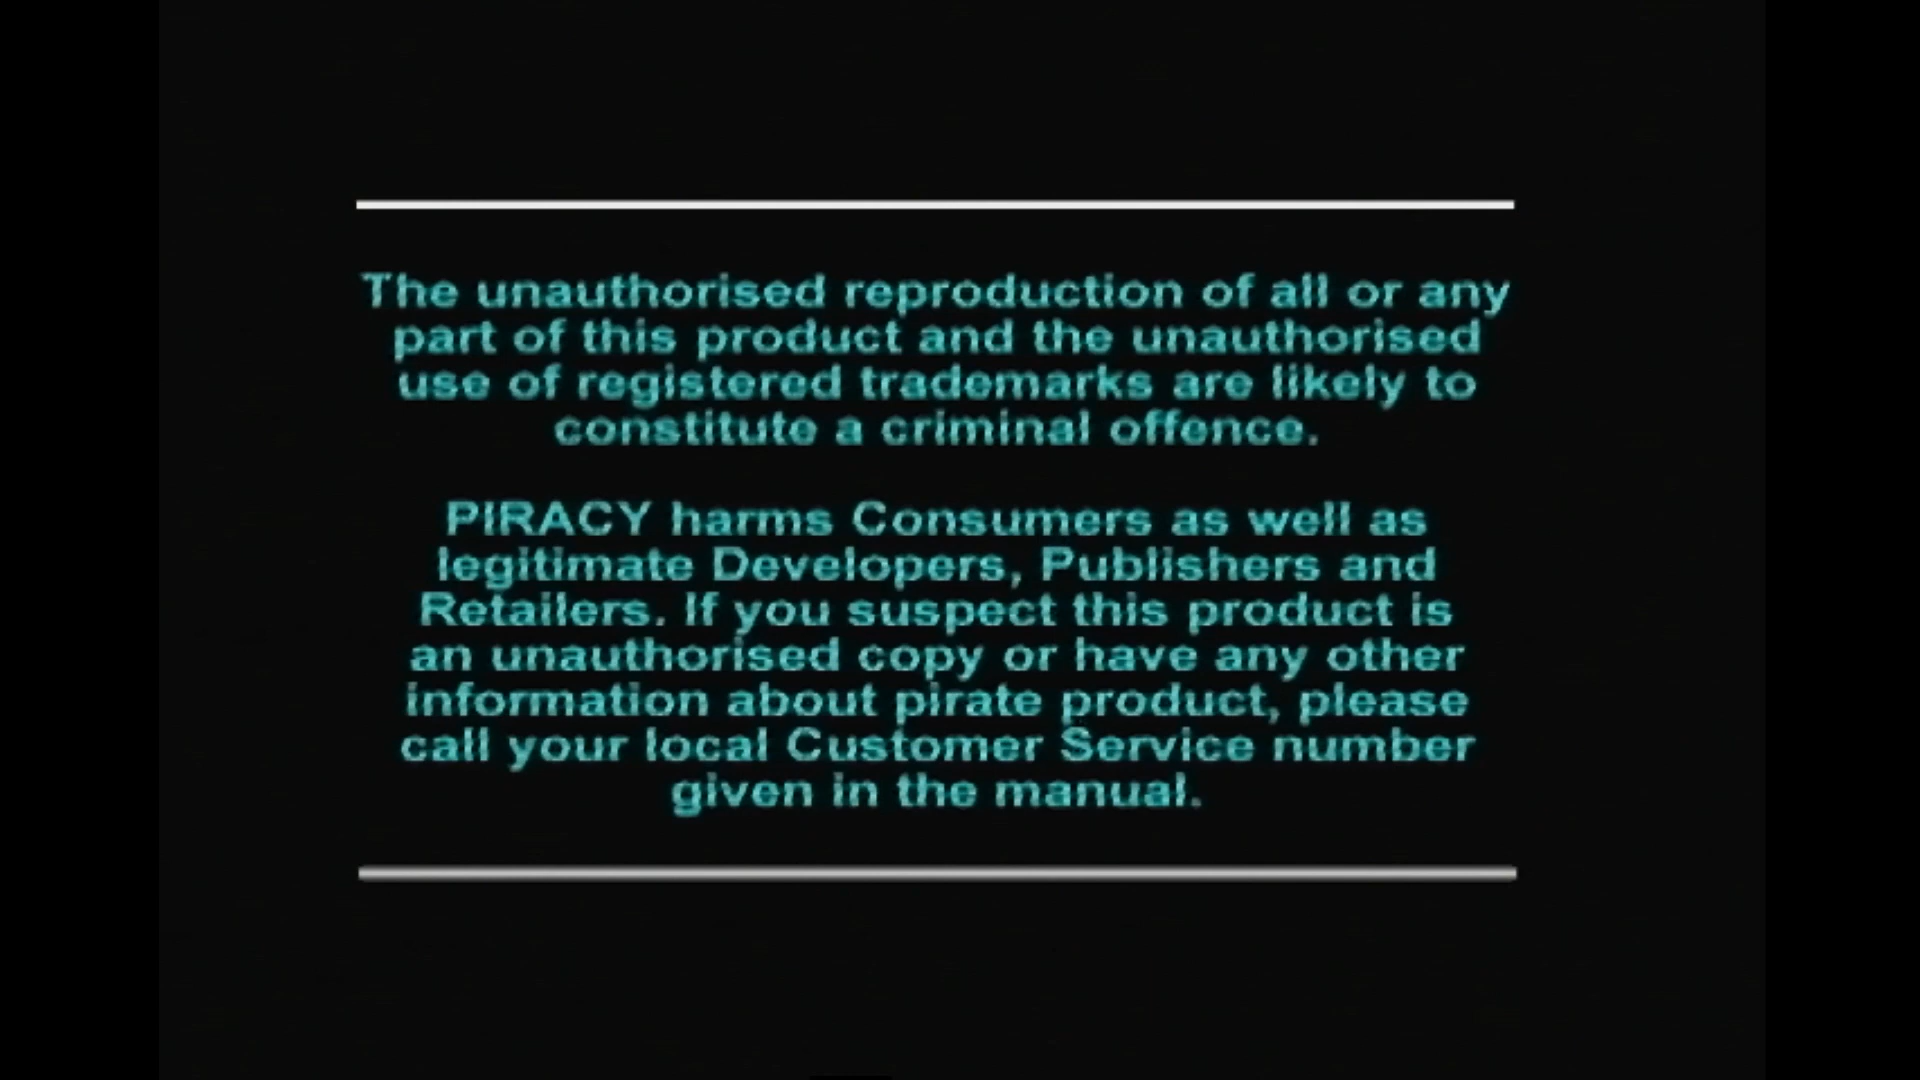 The unauthorised reproduction of all or any
part of this product and the unauthorised
use of registered trademarks are likely to
constitute a criminal offence.
PIRACY harms Consumers as well as
legitimate Developers, Publishers and
Retailers. If you suspect this product is
an unauthorised copy or have any other
information about pirate product, please
call your local Customer Service number
given in the manual.